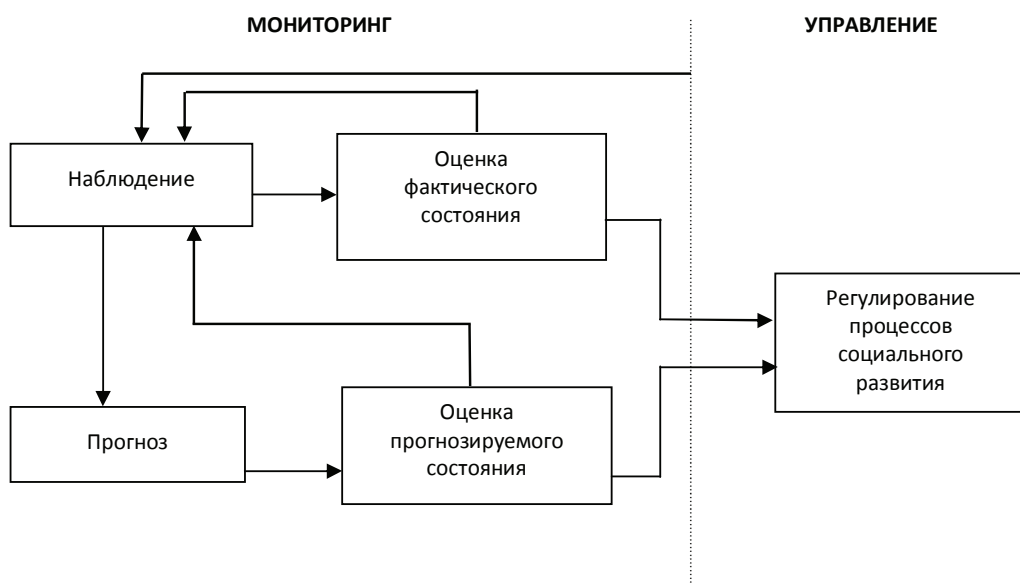 МОНИТОРИНГ
УПРАВЛЕНИЕ
Наблюдение
Оценка
фактического
состояния
Регулирование
процессов
социального
развития
Прогноз
Оценка
прогнозируемого
состояния